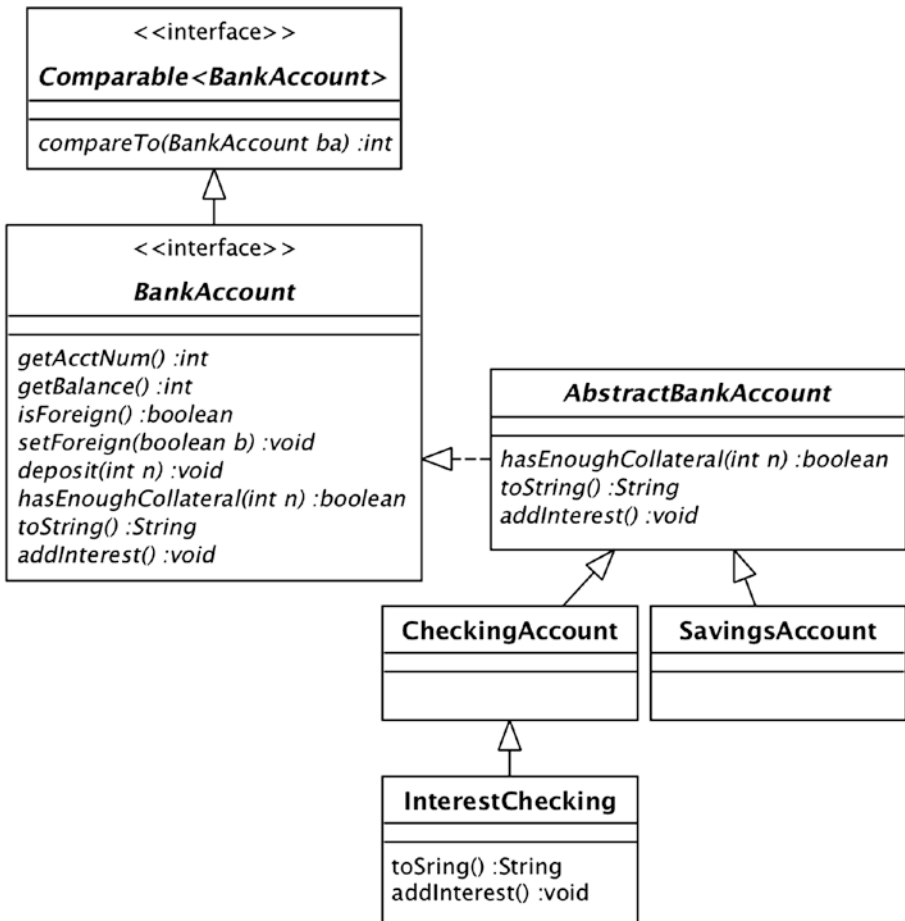 <<interface>>
Comparable<BankAccount>
compareTo(BankAccount ba) :int
<<interface>>
BankAccount
getAcctNum() :int
getBalance() :int
isForeign() :boolean
setForeign(boolean b) :void
deposit(int n) :void
hasEnoughCollateral(int n) :boolean
toString() :String
addInterest() :void
AbstractBankAccount
hasEnoughCollateral(int n) :boolean
toString() :String
addInterest() :void
CheckingAccount
SavingsAccount
InterestChecking
toSring() :String
addInterest() :void